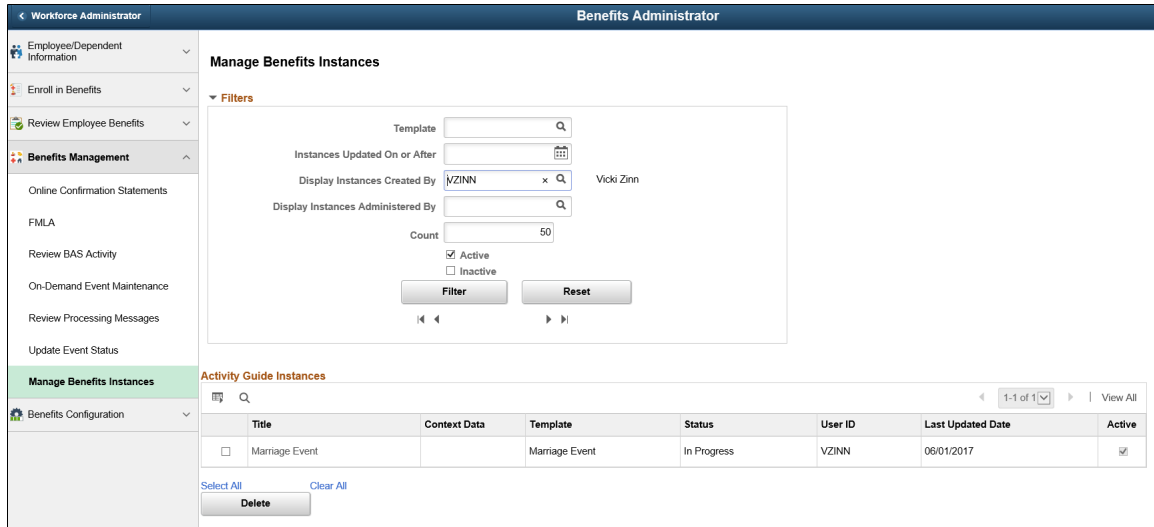 Workforce Administrator
Benefits Administrator
Employee/Dependent
Information
Enroll in Benefits
Review Employee Benefits
Benefits Management
Online Confirmation Statements
FMLA
Review BAS Activity
On-Demand Event Maintenance
Review Processing Messages
Update Event Status
Manage Benefits Instances
Benefits Configuration
Manage Benefits Instances
Filters
Template
Instances Updated On or After
Display Instances Created By VZINN × Vicki Zinn
Display Instances Administered By
Count 50
Active
Inactive
Filter Reset
Activity Guide Instances
1-1 of 1 | View All
Title Context Data Template Status User ID Last Updated Date Active
Marriage Event Marriage Event In Progress VZINN 06/01/2017
Select All Clear All
Delete